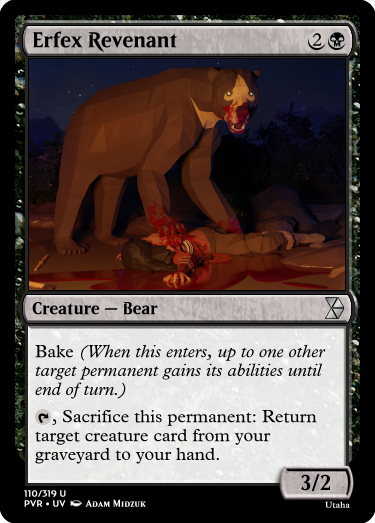 Erfex Revenant 2
Creature — Bear
Bake (When this enters, up to one other
target permanent gains its abilities until
end of turn.)
, Sacrifice this permanent: Return
target creature card from your
graveyard to your hand.
3/2
110/319 U
PVR • UV Adam Midzuk
Utaha